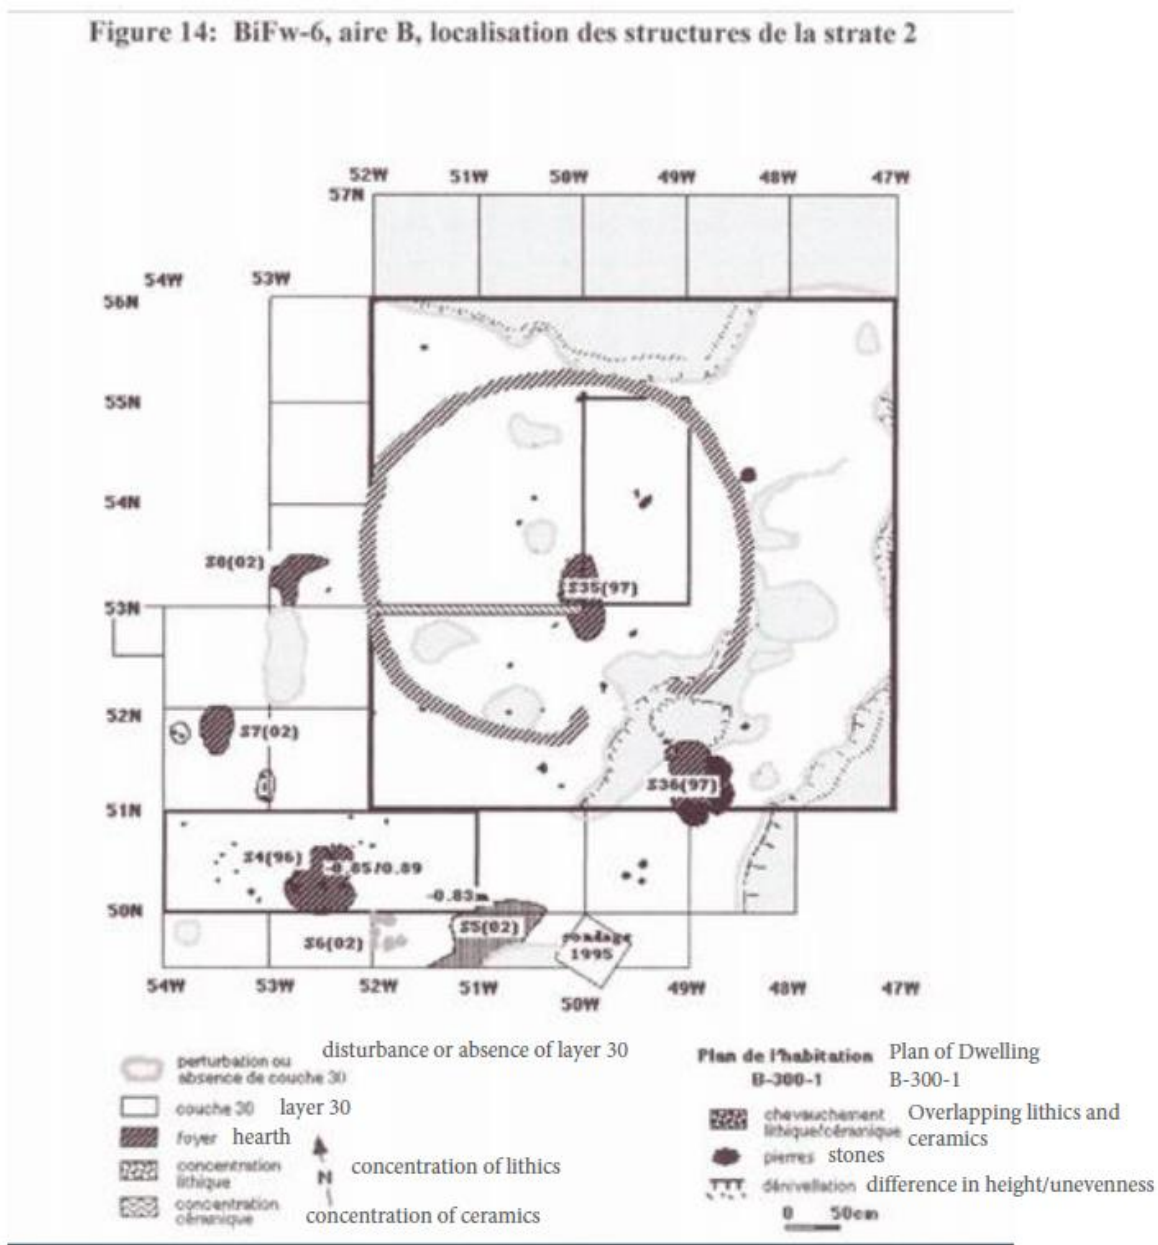 Figure 14: BiFw-6, aire B, localisation des structures de la strate 2
52W 51W 50W 49W 48W 47W
57N
54W 53W
56N
55N
54N
S8(02)
S35(97)
53N
52N
S7(02)
S36(97)
51N
S4(96)
-0.85/0.89
-0.83m
50N
S5(02)
S6(02)
sondage
1995
54W 53W 52W 51W 50W 49W 48W 47W
perturbation ou
absence de couche 30
disturbance or absence of layer 30
couche 30 layer 30
foyer hearth
concentration
lithique
concentration of lithics
N
concentration
céramique
concentration of ceramics
Plan de l'habitation Plan of Dwelling
B-300-1 B-300-1
chevauchement
lithique/céramique
Overlapping lithics and
ceramics
pierres stones
dénivellation difference in height/unevenness
0 50cm